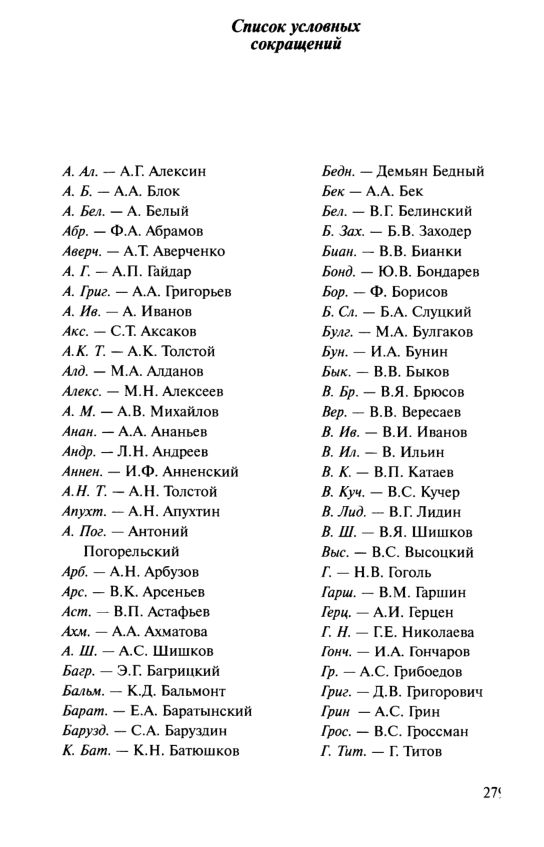 Список условных
сокращений
А. Ал. — А.Г. Алексин
А. Б. — А.А. Блок
А. Бел. — А. Белый
Абр. — Ф.А. Абрамов
Аверч. — А.Т. Аверченко
А. Г. — А.П. Гайдар
А. Григ. — А.А. Григорьев
А. Ив. — А. Иванов
Акс. — С.Т. Аксаков
А.К. Т. — А.К. Толстой
Алд. — М.А. Алданов
Алекс. — М.Н. Алексеев
А. М. — А.В. Михайлов
Анан. — А.А. Ананьев
Андр. — Л.Н. Андреев
Аннен. — И.Ф. Анненский
А.Н. Т. — А.Н. Толстой
Апухт. — А.Н. Апухтин
А. Пог. — Антоний
Погорельский
Арб. — А.Н. Арбузов
Арс. — В.К. Арсеньев
Аст. — В.П. Астафьев
Ахм. — А.А. Ахматова
А. Ш. — А.С. Шишков
Багр. — Э.Г. Багрицкий
Бальм. — К.Д. Бальмонт
Барат. — Е.А. Баратынский
Барузд. — С.А. Баруздин
К. Бат. — К.Н. Батюшков
Бедн. — Демьян Бедный
Бек — А.А. Бек
Бел. — В.Г. Белинский
Б. Зах. — Б.В. Заходер
Биан. — В.В. Бианки
Бонд. — Ю.В. Бондарев
Бор. — Ф. Борисов
Б. Сл. — Б.А. Слуцкий
Булг. — М.А. Булгаков
Бун. — И.А. Бунин
Бык. — В.В. Быков
В. Бр. — В.Я. Брюсов
Вер. — В.В. Вересаев
В. Ив. — В.И. Иванов
В. Ил. — В. Ильин
В. К. — В.П. Катаев
В. Куч. — В.С. Кучер
В. Лид. — В.Г. Лидин
В. Ш. — В.Я. Шишков
Выс. — В.С. Высоцкий
Г. — Н.В. Гоголь
Гарш. — В.М. Гаршин
Герц. — А.И. Герцен
Г. Н. — Г.Е. Николаева
Гонч. — И.А. Гончаров
Гр. — А.С. Грибоедов
Григ. — Д.В. Григорович
Грин — А.С. Грин
Грос. — В.С. Гроссман
Г. Тит. — Г. Титов
279